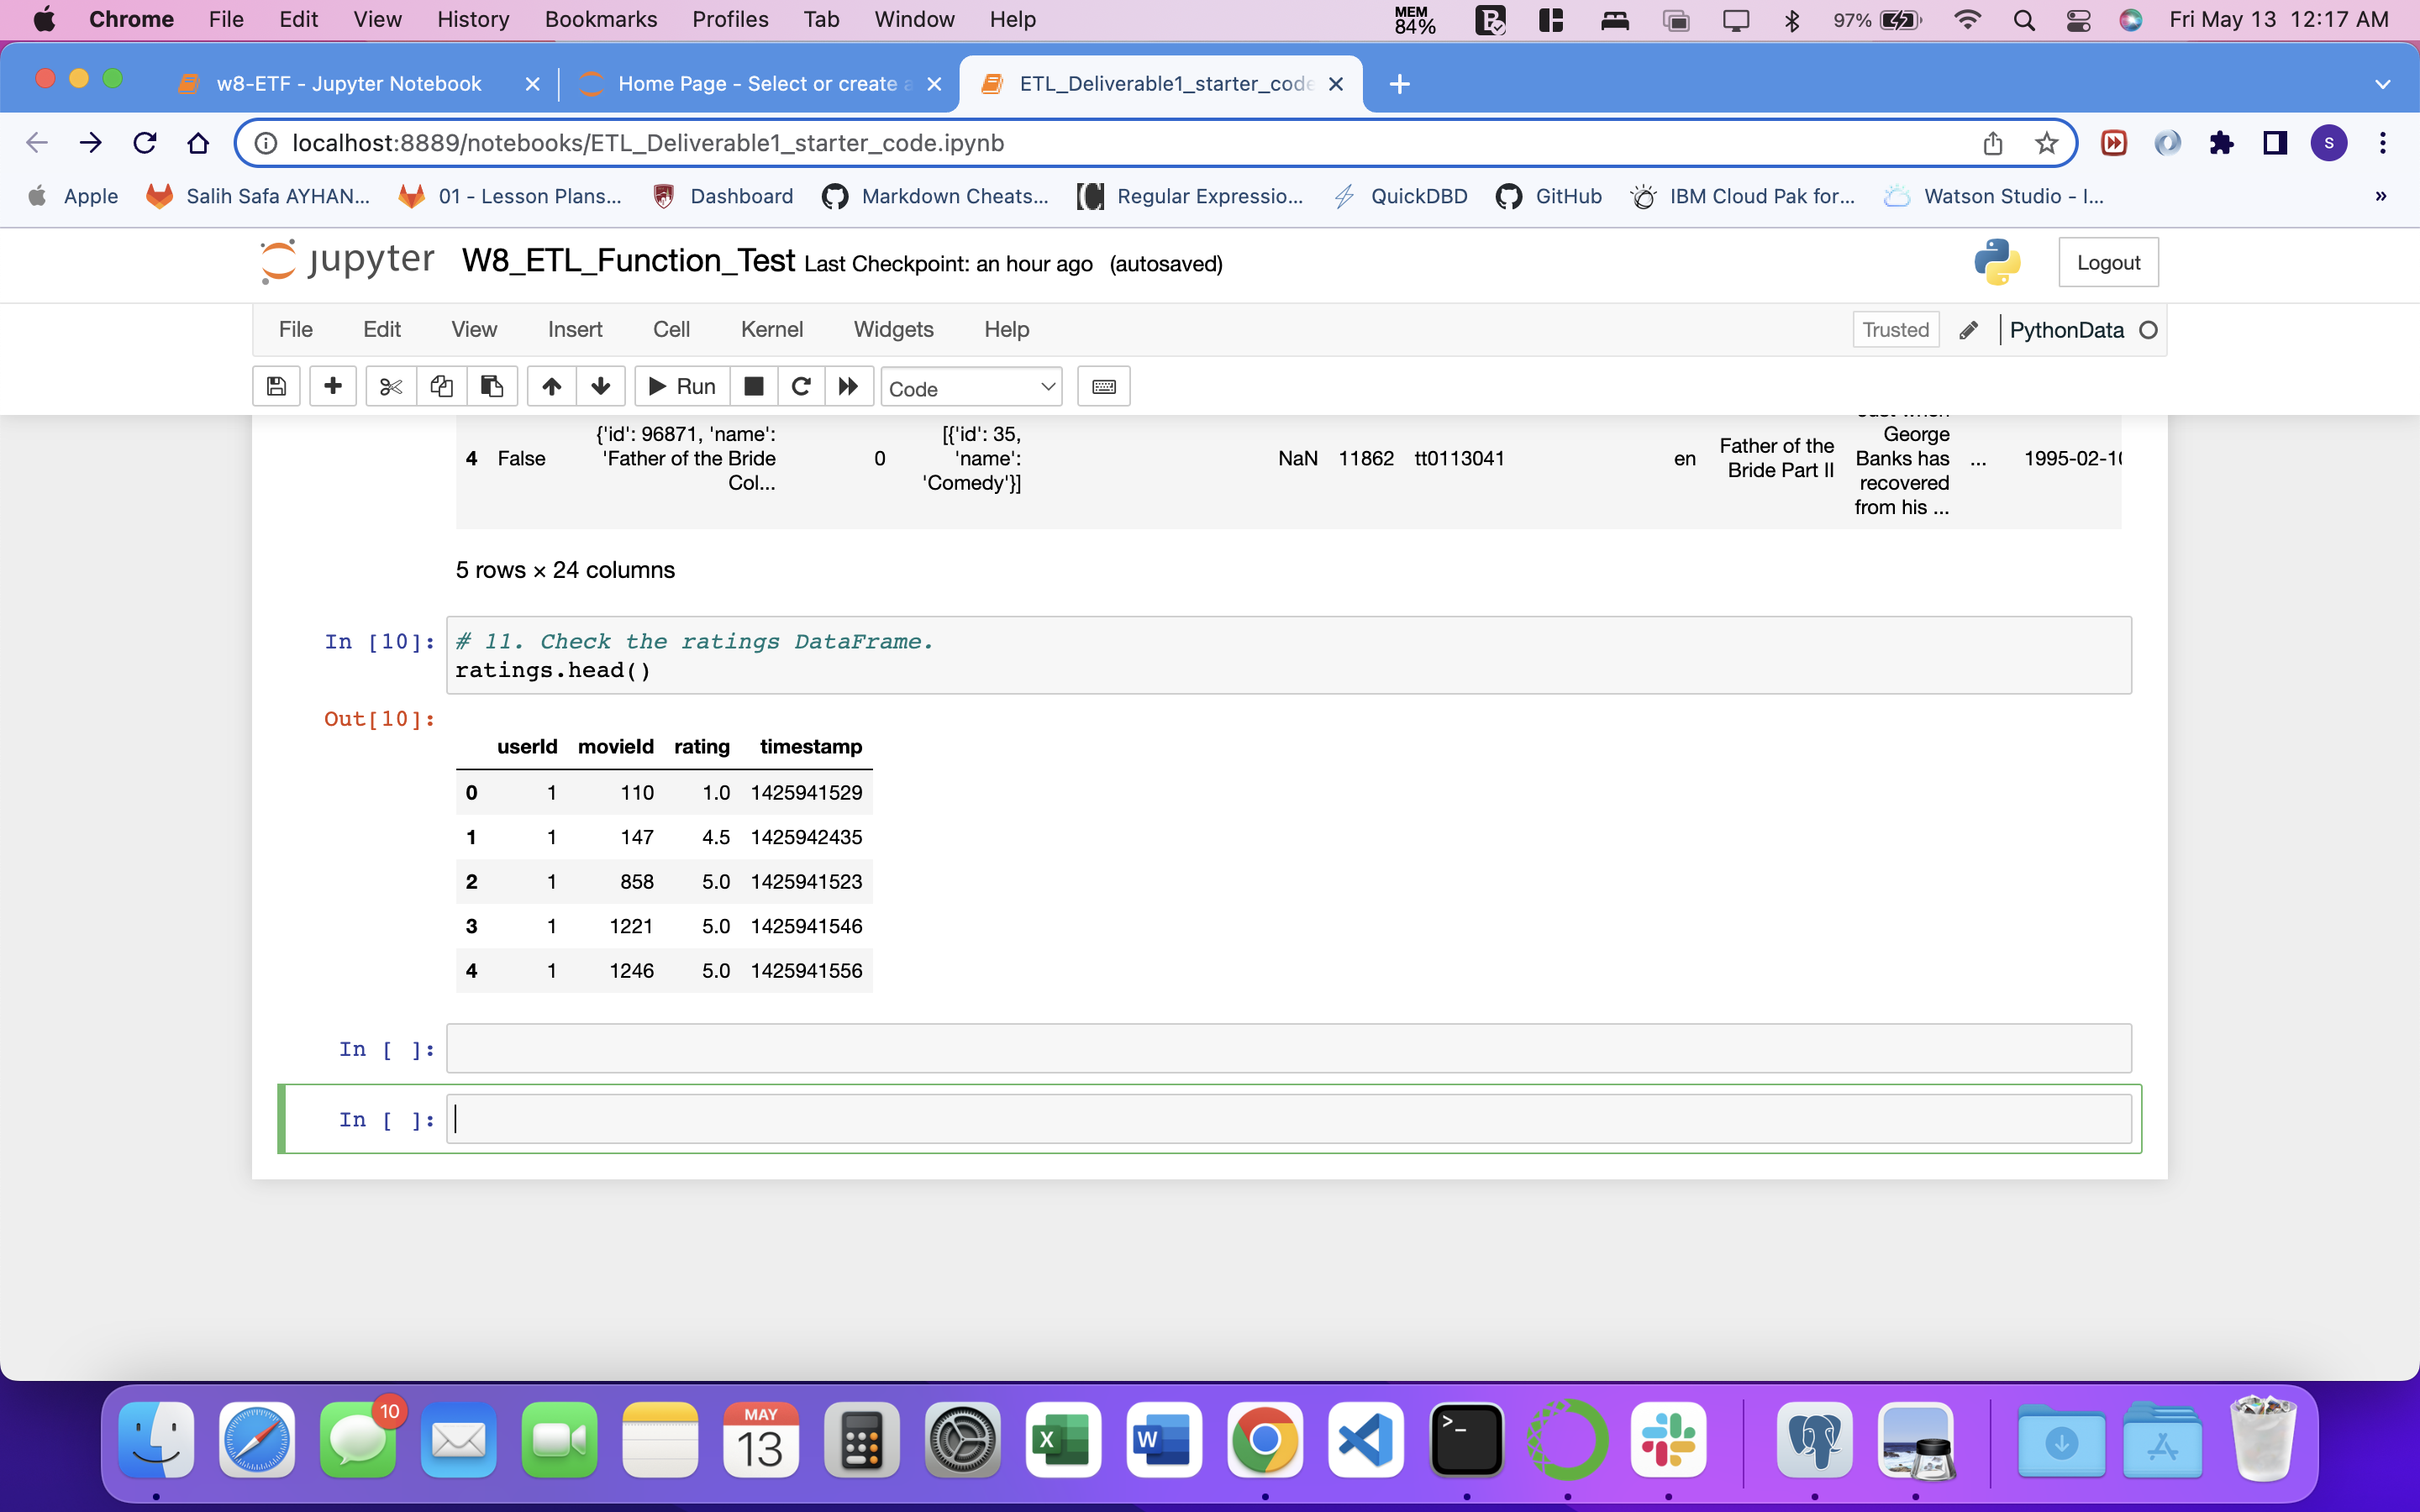 Chrome File Edit View History Bookmarks Profiles Tab Window Help MEM 84% 97% Fri May 13 12:17 AM
w8-ETF - Jupyter Notebook Home Page - Select or create a ETL_Deliverable1_starter_code
localhost:8889/notebooks/ETL_Deliverable1_starter_code.ipynb S
Apple Salih Safa AYHAN... 01 - Lesson Plans... Dashboard Markdown Cheats... Regular Expressio... QuickDBD GitHub IBM Cloud Pak for... Watson Studio - I... »
jupyter W8_ETL_Function_Test Last Checkpoint: an hour ago (autosaved) Logout
File Edit View Insert Cell Kernel Widgets Help Trusted PythonData
Run Code
4 False {'id': 96871, 'name': 'Father of the Bride Col... 0 [{'id': 35, 'name': 'Comedy'}] NaN 11862 tt0113041 en Father of the Bride Part II Just when George Banks has recovered from his ... ... 1995-02-10
5 rows × 24 columns
In [10]: # 11. Check the ratings DataFrame.
ratings.head()
Out[10]:
userId movieId rating timestamp
0 1 110 1.0 1425941529
1 1 147 4.5 1425942435
2 1 858 5.0 1425941523
3 1 1221 5.0 1425941546
4 1 1246 5.0 1425941556
In [ ]:
In [ ]:
10
MAY
13
X
W
>_